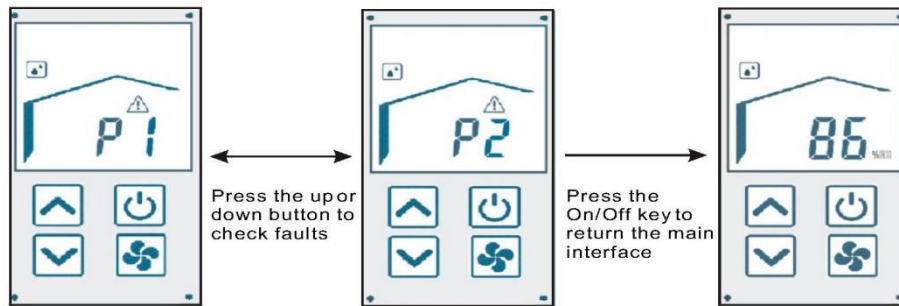 P1
Press the up or
down button to
check faults
P2
Press the
On/Off key to
return the main
interface
86